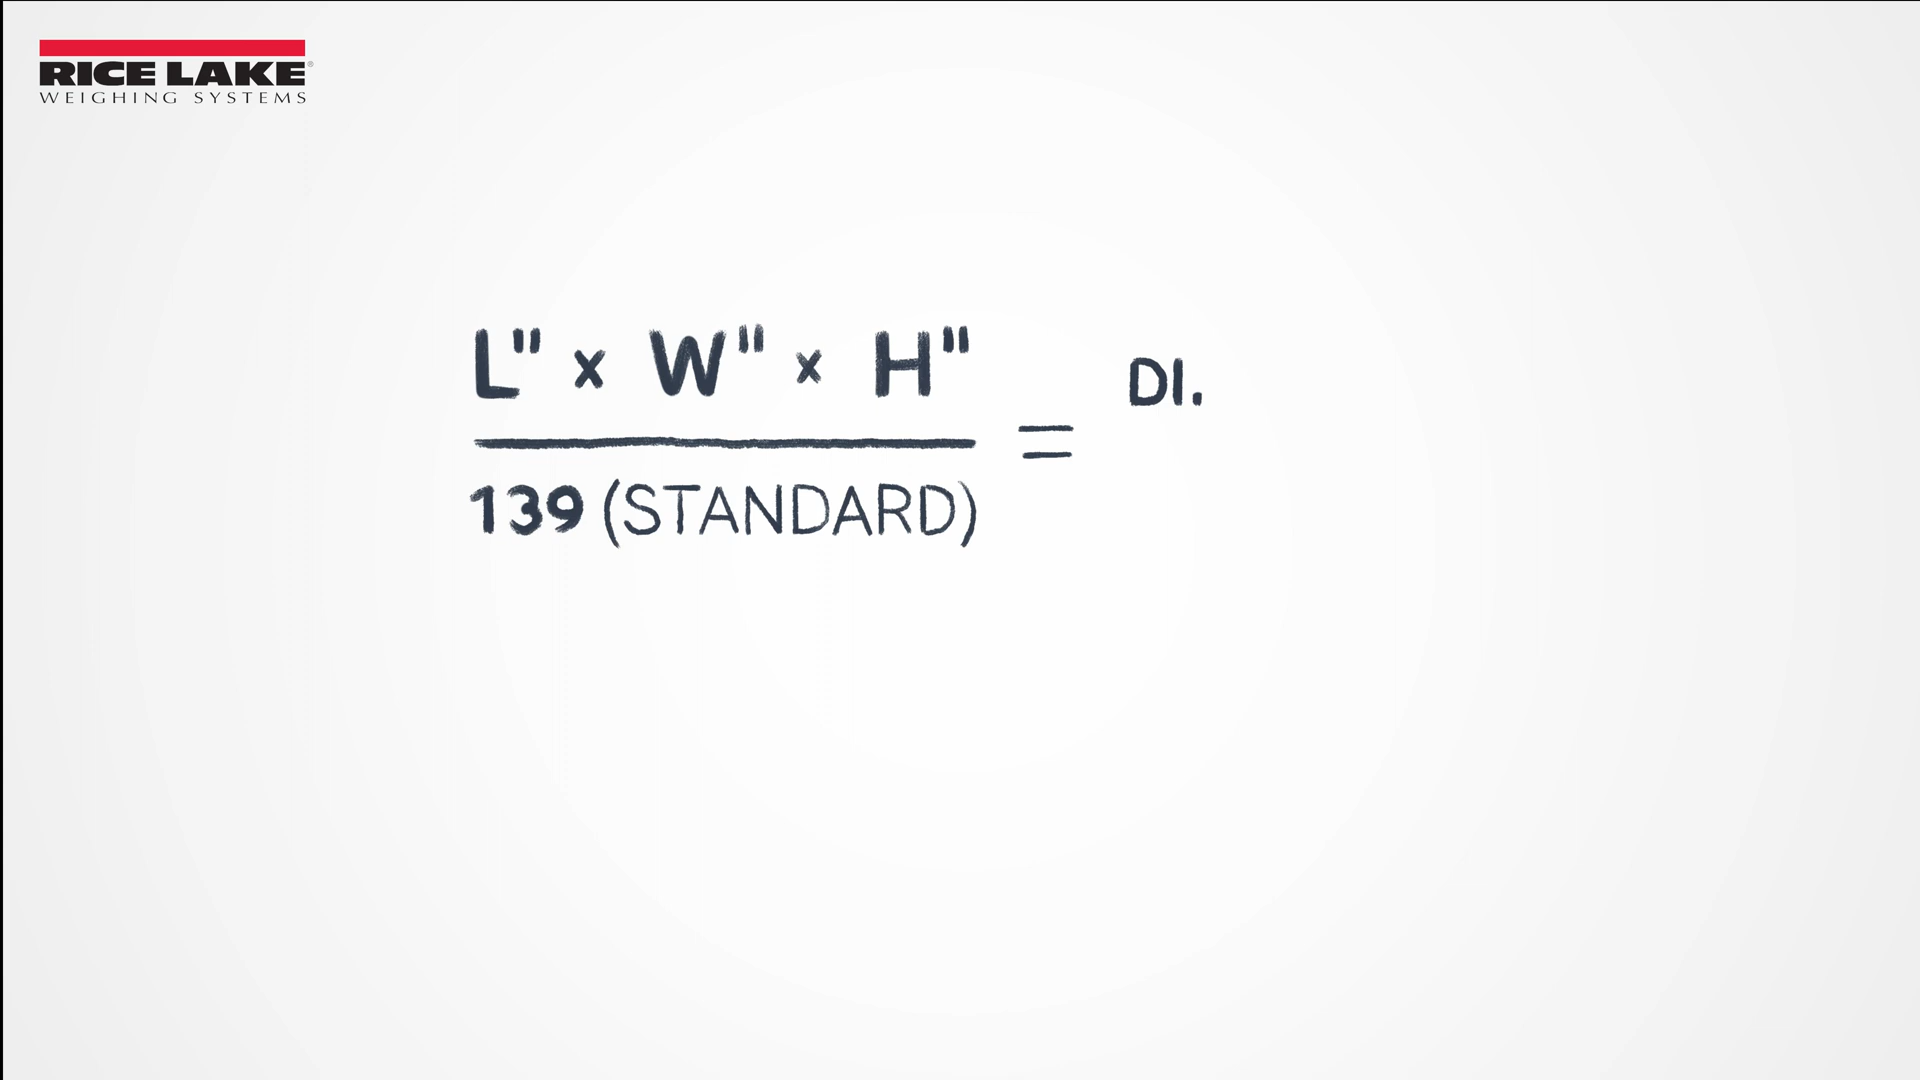 RICE LAKE®
WEIGHING SYSTEMS
L" x W" x H"
139 (STANDARD)
=
DI.